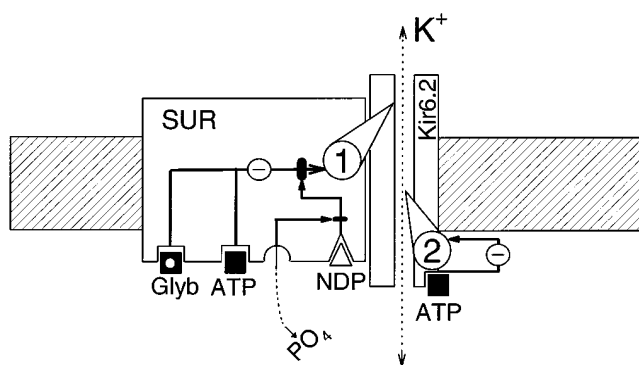 K⁺
Kir6.2
SUR
−
1
2
−
Glyb
ATP
NDP
ATP
PO₄